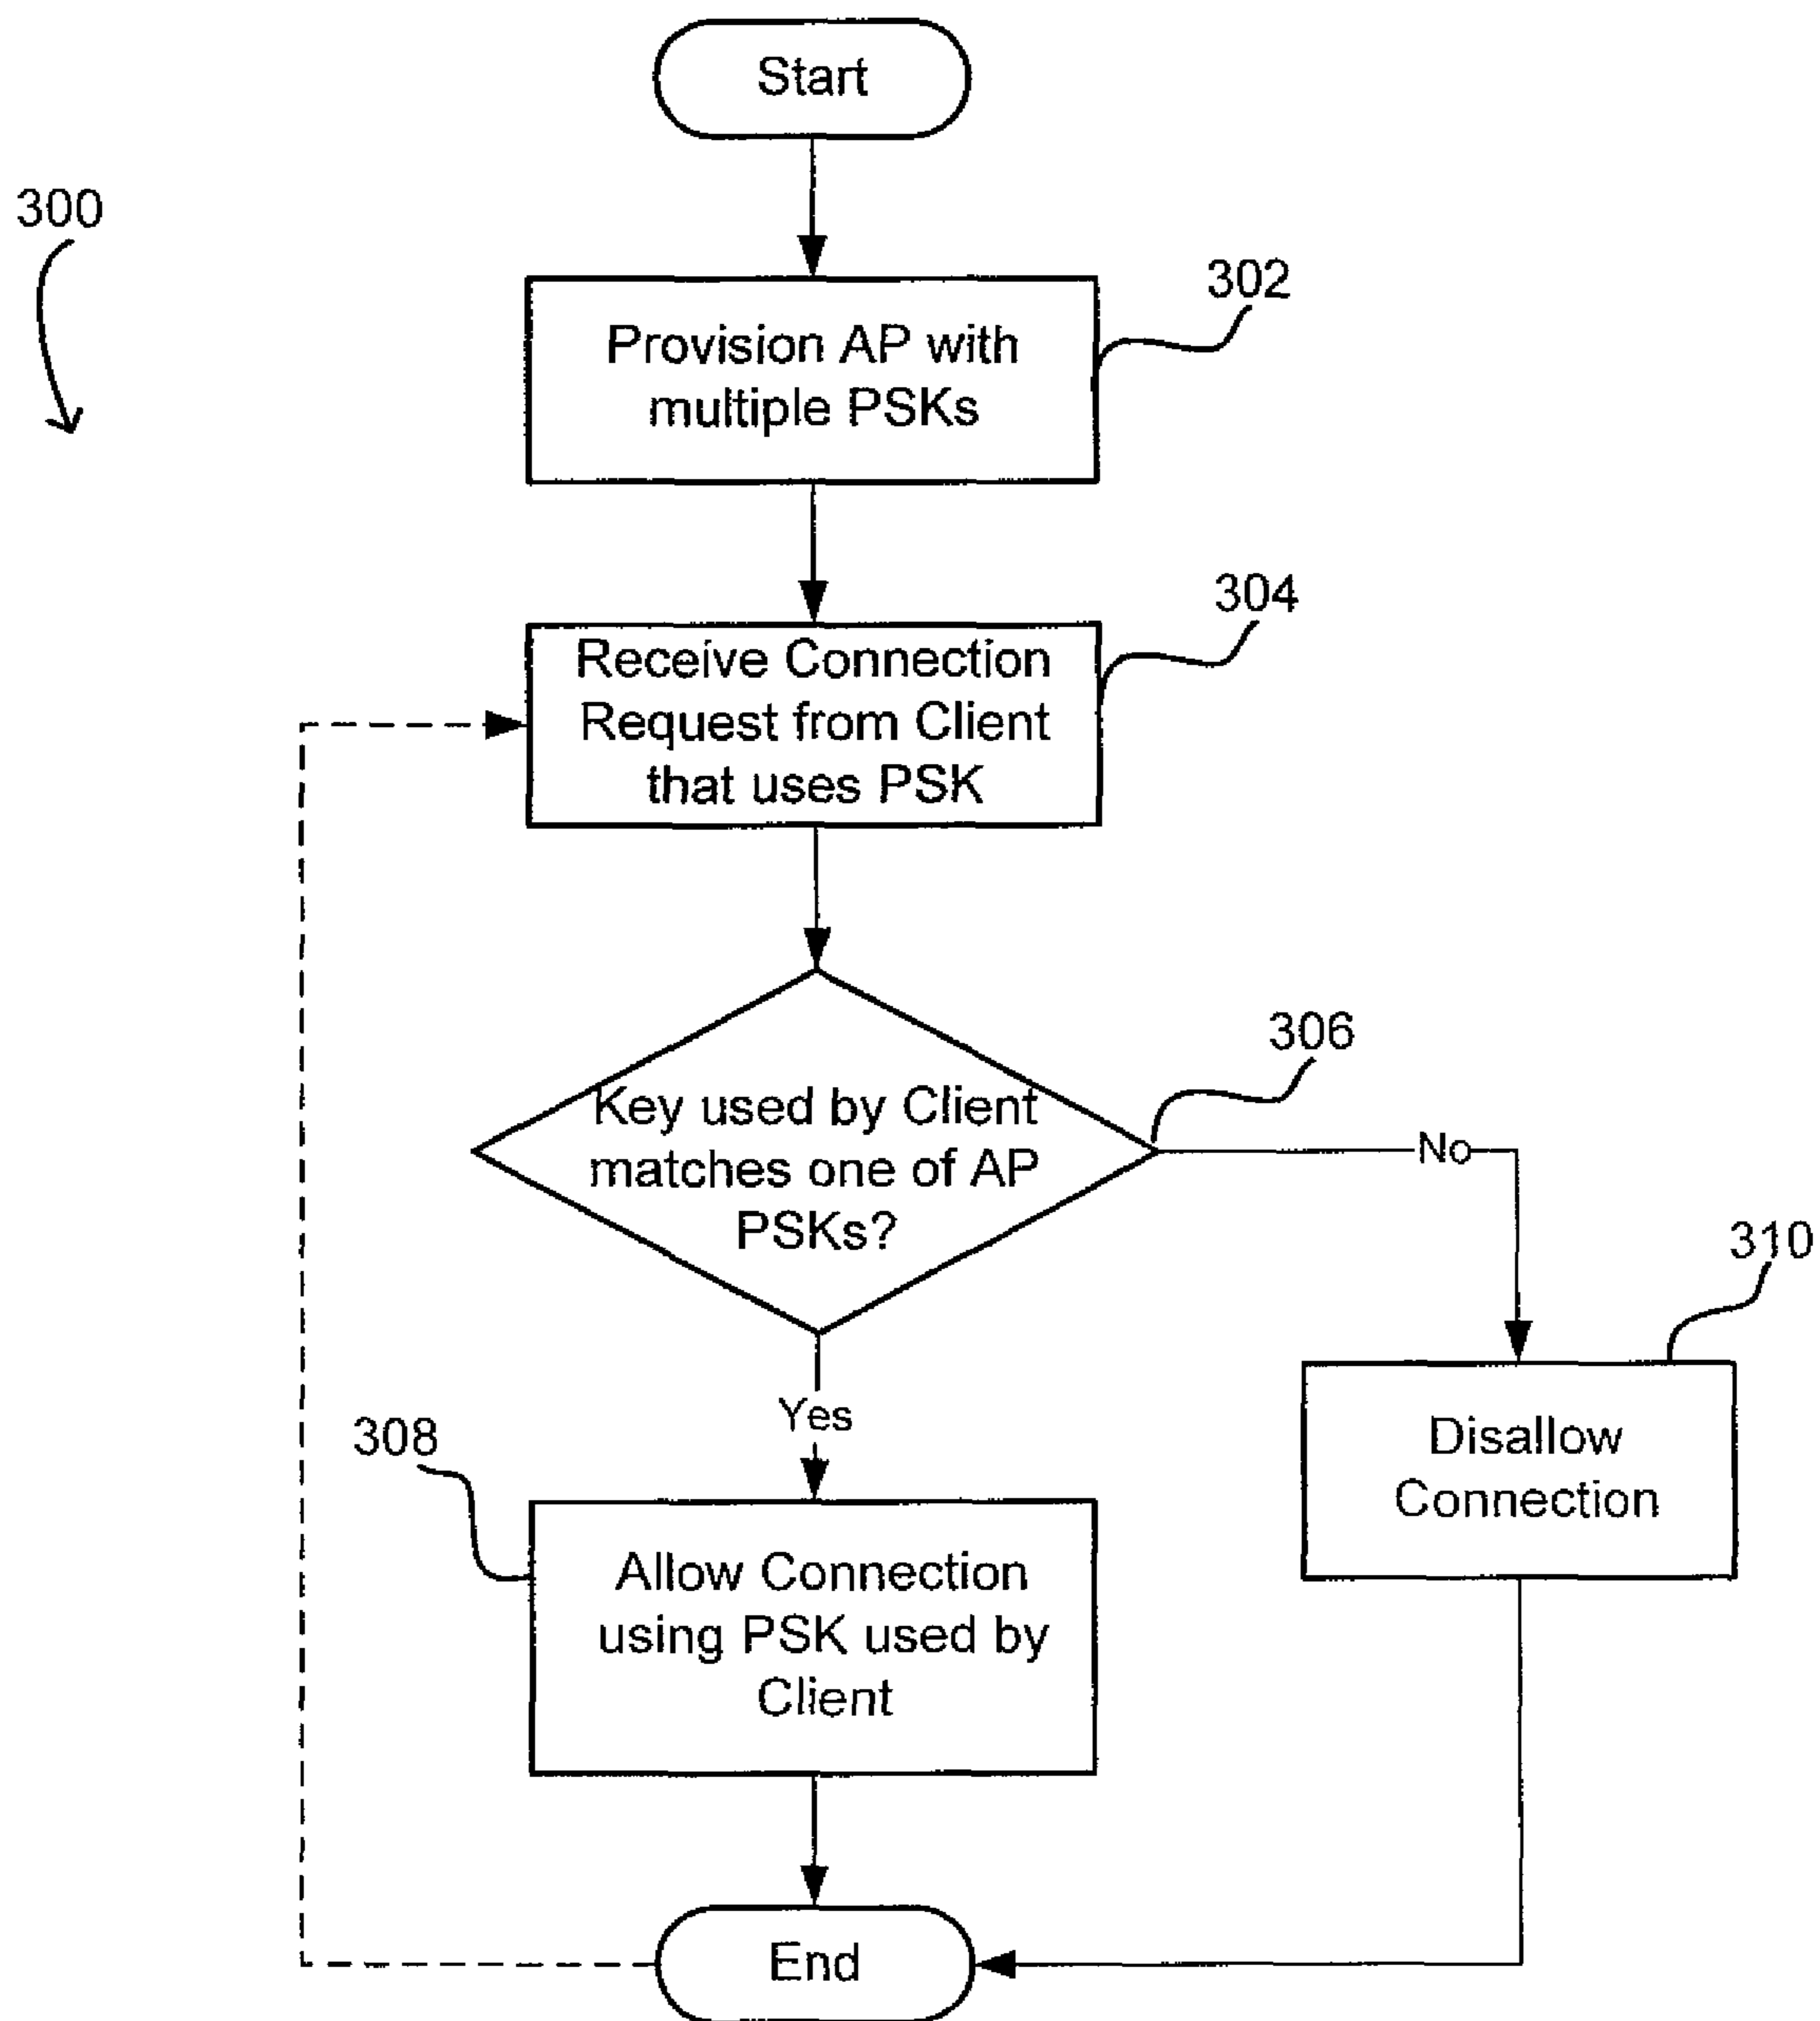 Start
300
302
Provision AP with
multiple PSKs
304
Receive Connection
Request from Client
that uses PSK
306
Key used by Client
matches one of AP
PSKs?
No
310
Yes
308
Disallow
Connection
Allow Connection
using PSK used by
Client
End